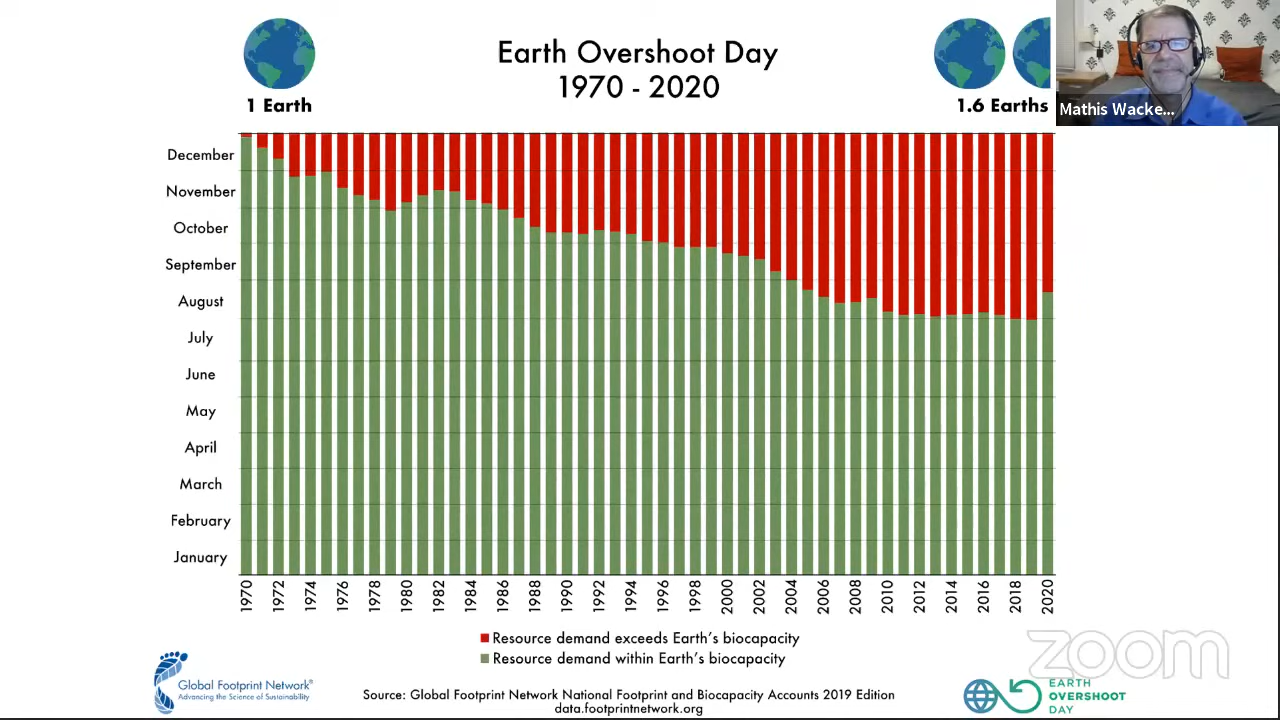 Earth Overshoot Day
1970 - 2020
1 Earth
1.6 Earths
Mathis Wacke...
December
November
October
September
August
July
June
May
April
March
February
January
1970 1972 1974 1976 1978 1980 1982 1984 1986 1988 1990 1992 1994 1996 1998 2000 2002 2004 2006 2008 2010 2012 2014 2016 2018 2020
Resource demand exceeds Earth's biocapacity
Resource demand within Earth's biocapacity
Global Footprint Network®
Advancing the Science of Sustainability
Source: Global Footprint Network National Footprint and Biocapacity Accounts 2019 Edition
data.footprintnetwork.org
zoom
EARTH
OVERSHOOT
DAY